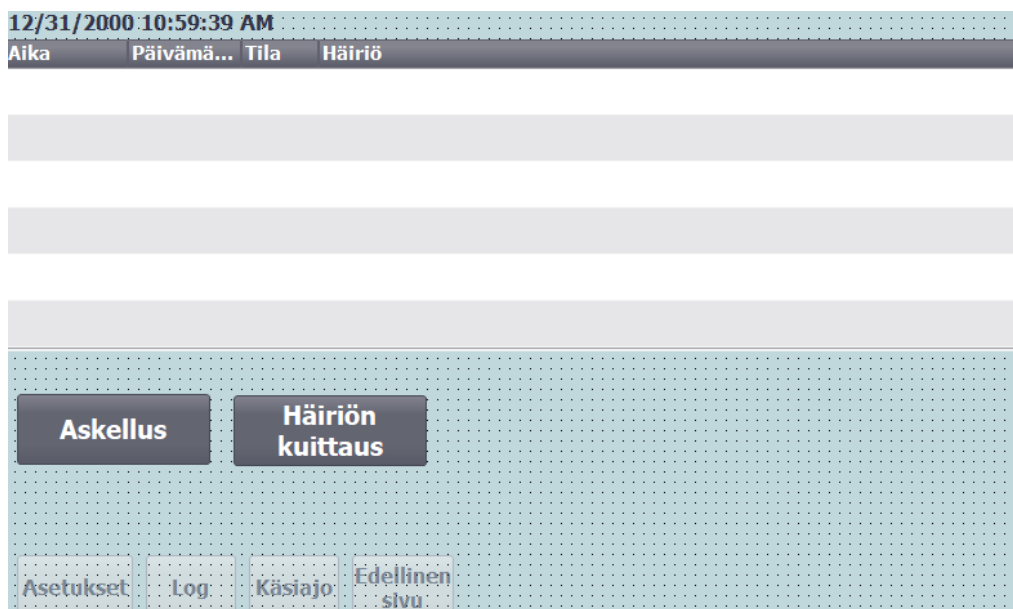 12/31/2000 10:59:39 AM
Aika Päivämä... Tila Häiriö
Askellus
Häiriön
kuittaus
Asetukset Log Käsiajo Edellinen
sivu